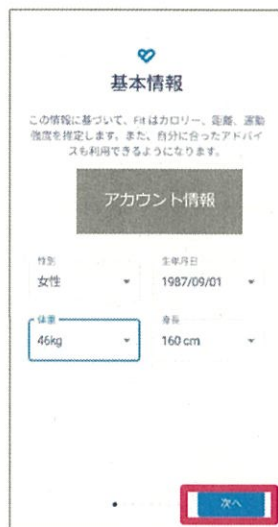 基本情報
この情報に基づいて、Fit はカロリー、距離、運動
強度を推定します。また、自分に合ったアドバイ
スも利用できるようになります。
アカウント情報
性別
生年月日
女性
1987/09/01
体重
身長
46kg
160 cm
次へ